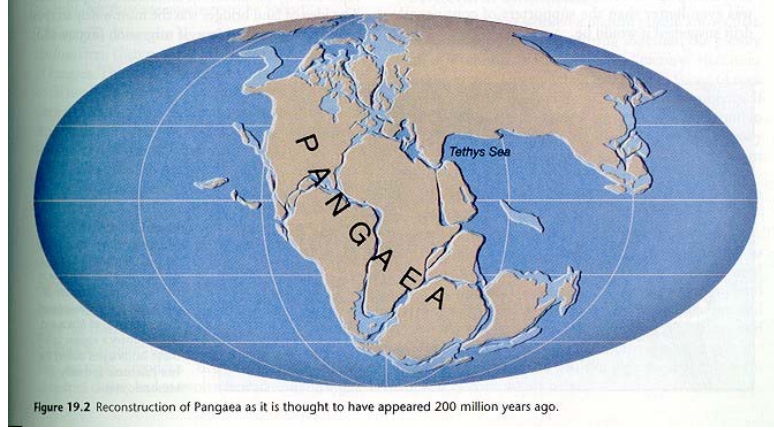 Tethys Sea
PANGAEA
Figure 19.2 Reconstruction of Pangaea as it is thought to have appeared 200 million years ago.